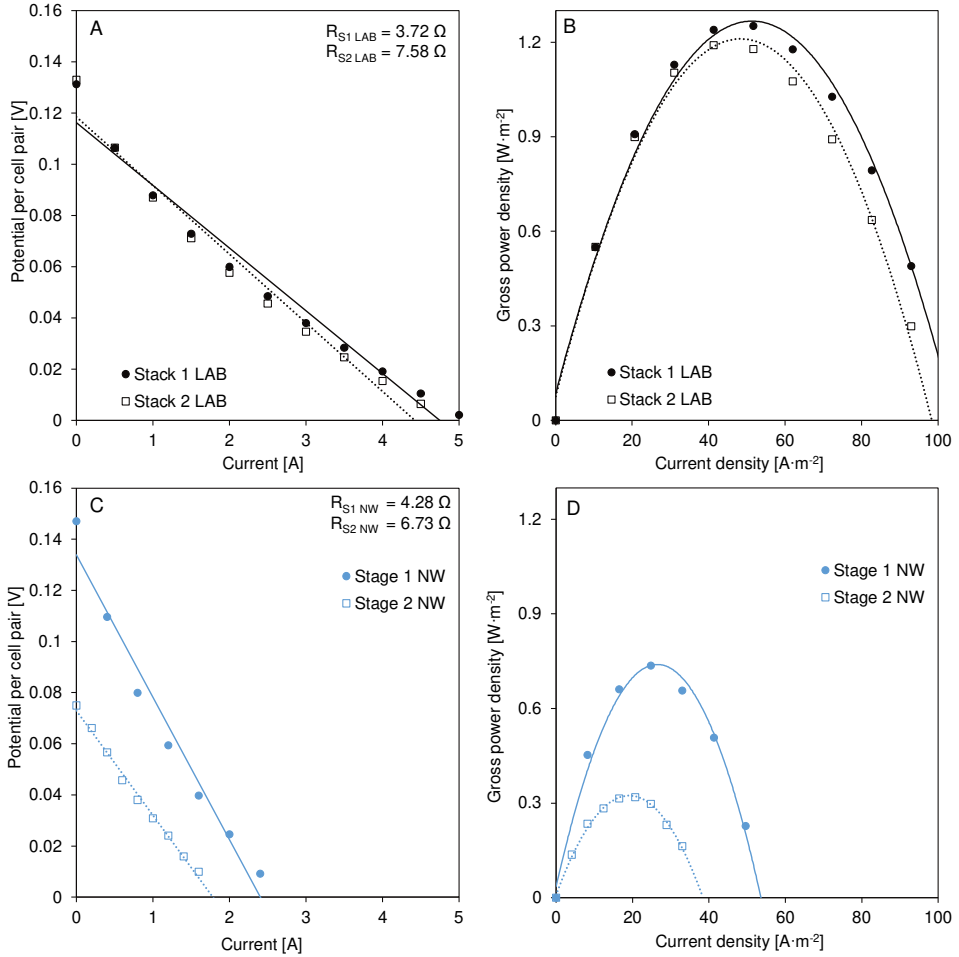 A
R_S1 LAB = 3.72 Ω
R_S2 LAB = 7.58 Ω
0.16
0.14
0.12
0.1
0.08
0.06
0.04
0.02
0
Potential per cell pair [V]
Stack 1 LAB
Stack 2 LAB
0 1 2 3 4 5
Current [A]
B
1.2
0.9
0.6
0.3
0
Gross power density [W·m⁻²]
Stack 1 LAB
Stack 2 LAB
0 20 40 60 80 100
Current density [A·m⁻²]
C
R_S1 NW = 4.28 Ω
R_S2 NW = 6.73 Ω
0.16
0.14
0.12
0.1
0.08
0.06
0.04
0.02
0
Potential per cell pair [V]
Stage 1 NW
Stage 2 NW
0 1 2 3 4 5
Current [A]
D
1.2
0.9
0.6
0.3
0
Gross power density [W·m⁻²]
Stage 1 NW
Stage 2 NW
0 20 40 60 80 100
Current density [A·m⁻²]